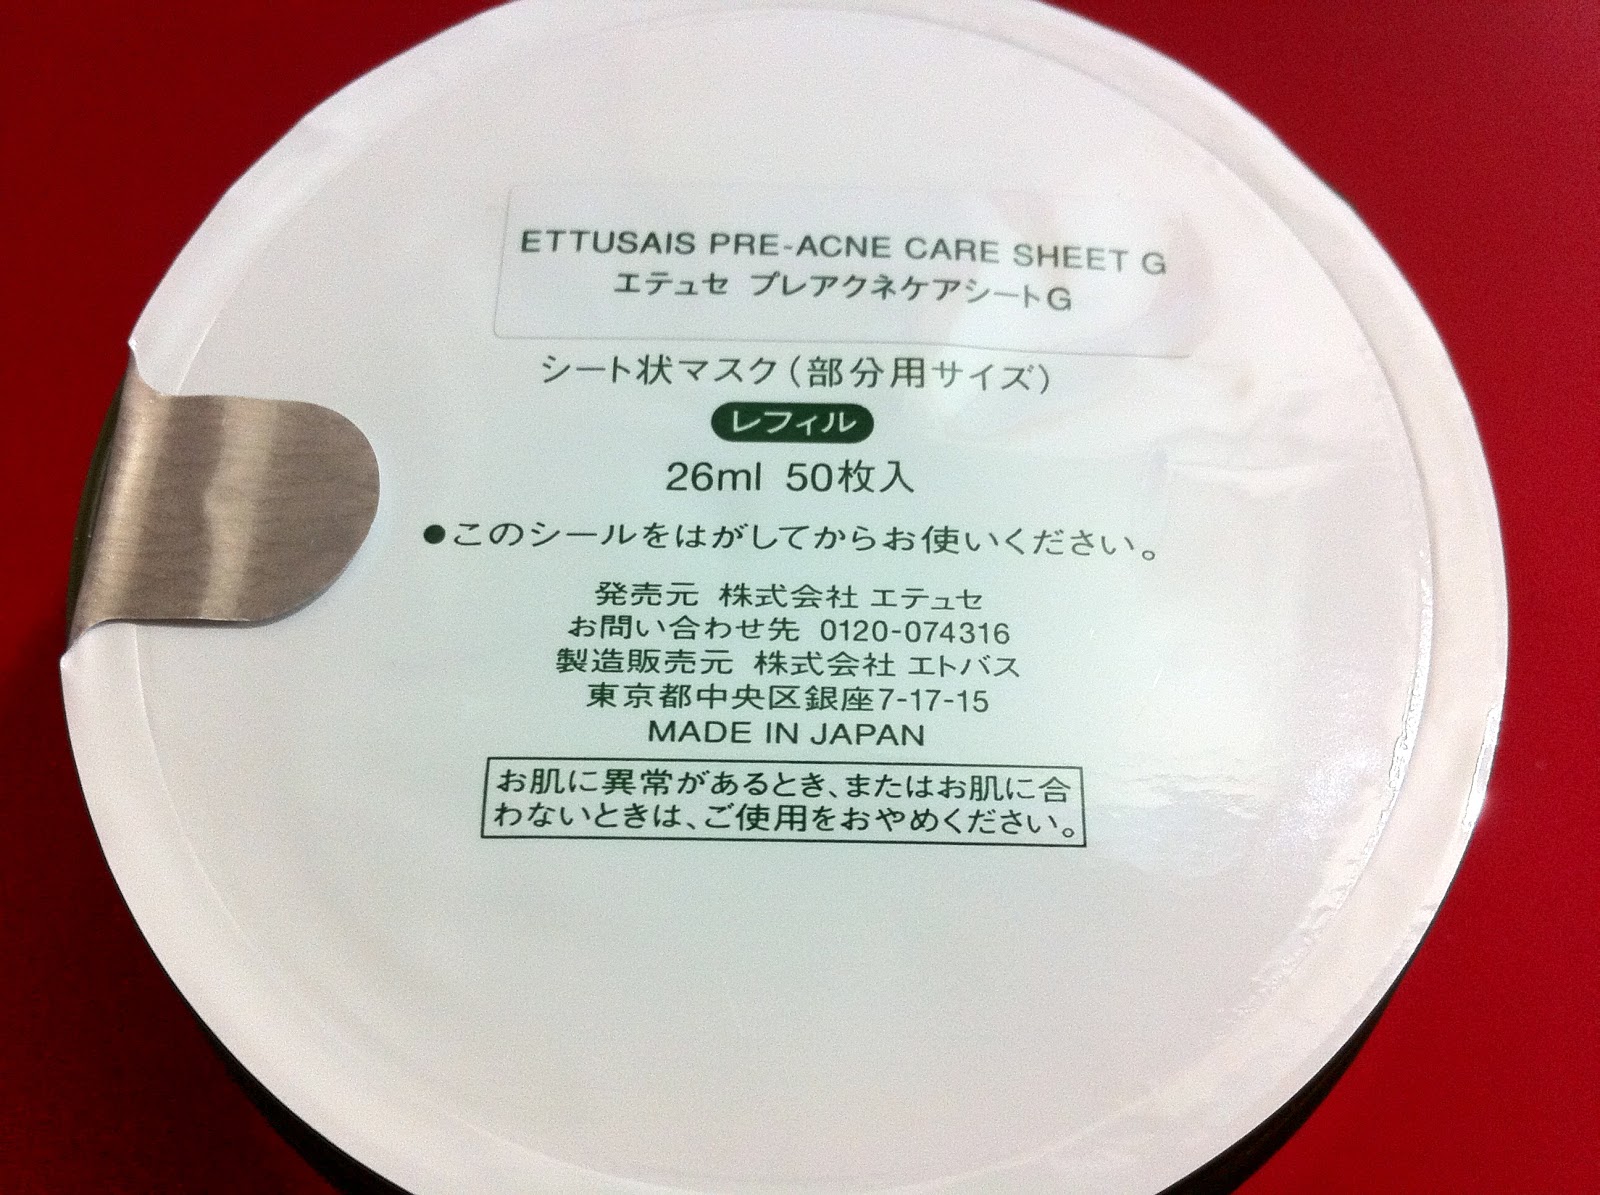 ETTUSAIS PRE-ACNE CARE SHEET G
エテュセ プレアクネケアシートG
シート状マスク(部分用サイズ)
レフィル
26ml 50枚入
●このシールをはがしてからお使いください。
発売元 株式会社 エテュセ
お問い合わせ先 0120-074316
製造販売元 株式会社 エトバス
東京都中央区銀座7-17-15
MADE IN JAPAN
お肌に異常があるとき、またはお肌に合
わないときは、ご使用をおやめください。